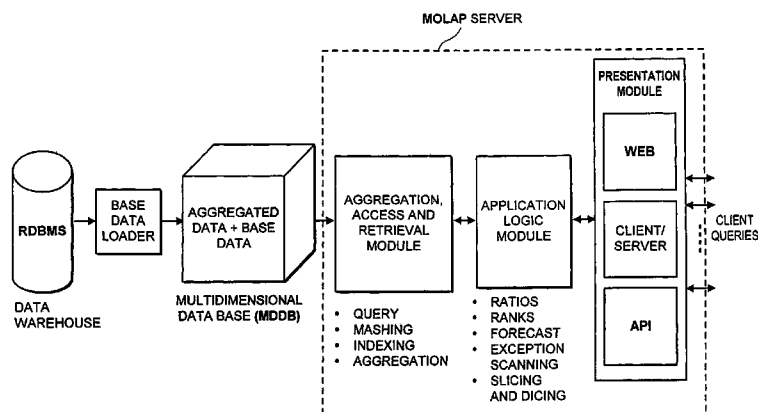 MOLAP SERVER
PRESENTATION
MODULE
WEB
CLIENT/
SERVER
API
CLIENT
QUERIES
RDBMS
DATA
WAREHOUSE
BASE
DATA
LOADER
AGGREGATED
DATA + BASE
DATA
MULTIDIMENSIONAL
DATA BASE (MDDB)
AGGREGATION,
ACCESS AND
RETRIEVAL
MODULE
• QUERY
• MASHING
• INDEXING
• AGGREGATION
APPLICATION
LOGIC
MODULE
• RATIOS
• RANKS
• FORECAST
• EXCEPTION
SCANNING
• SLICING
AND DICING